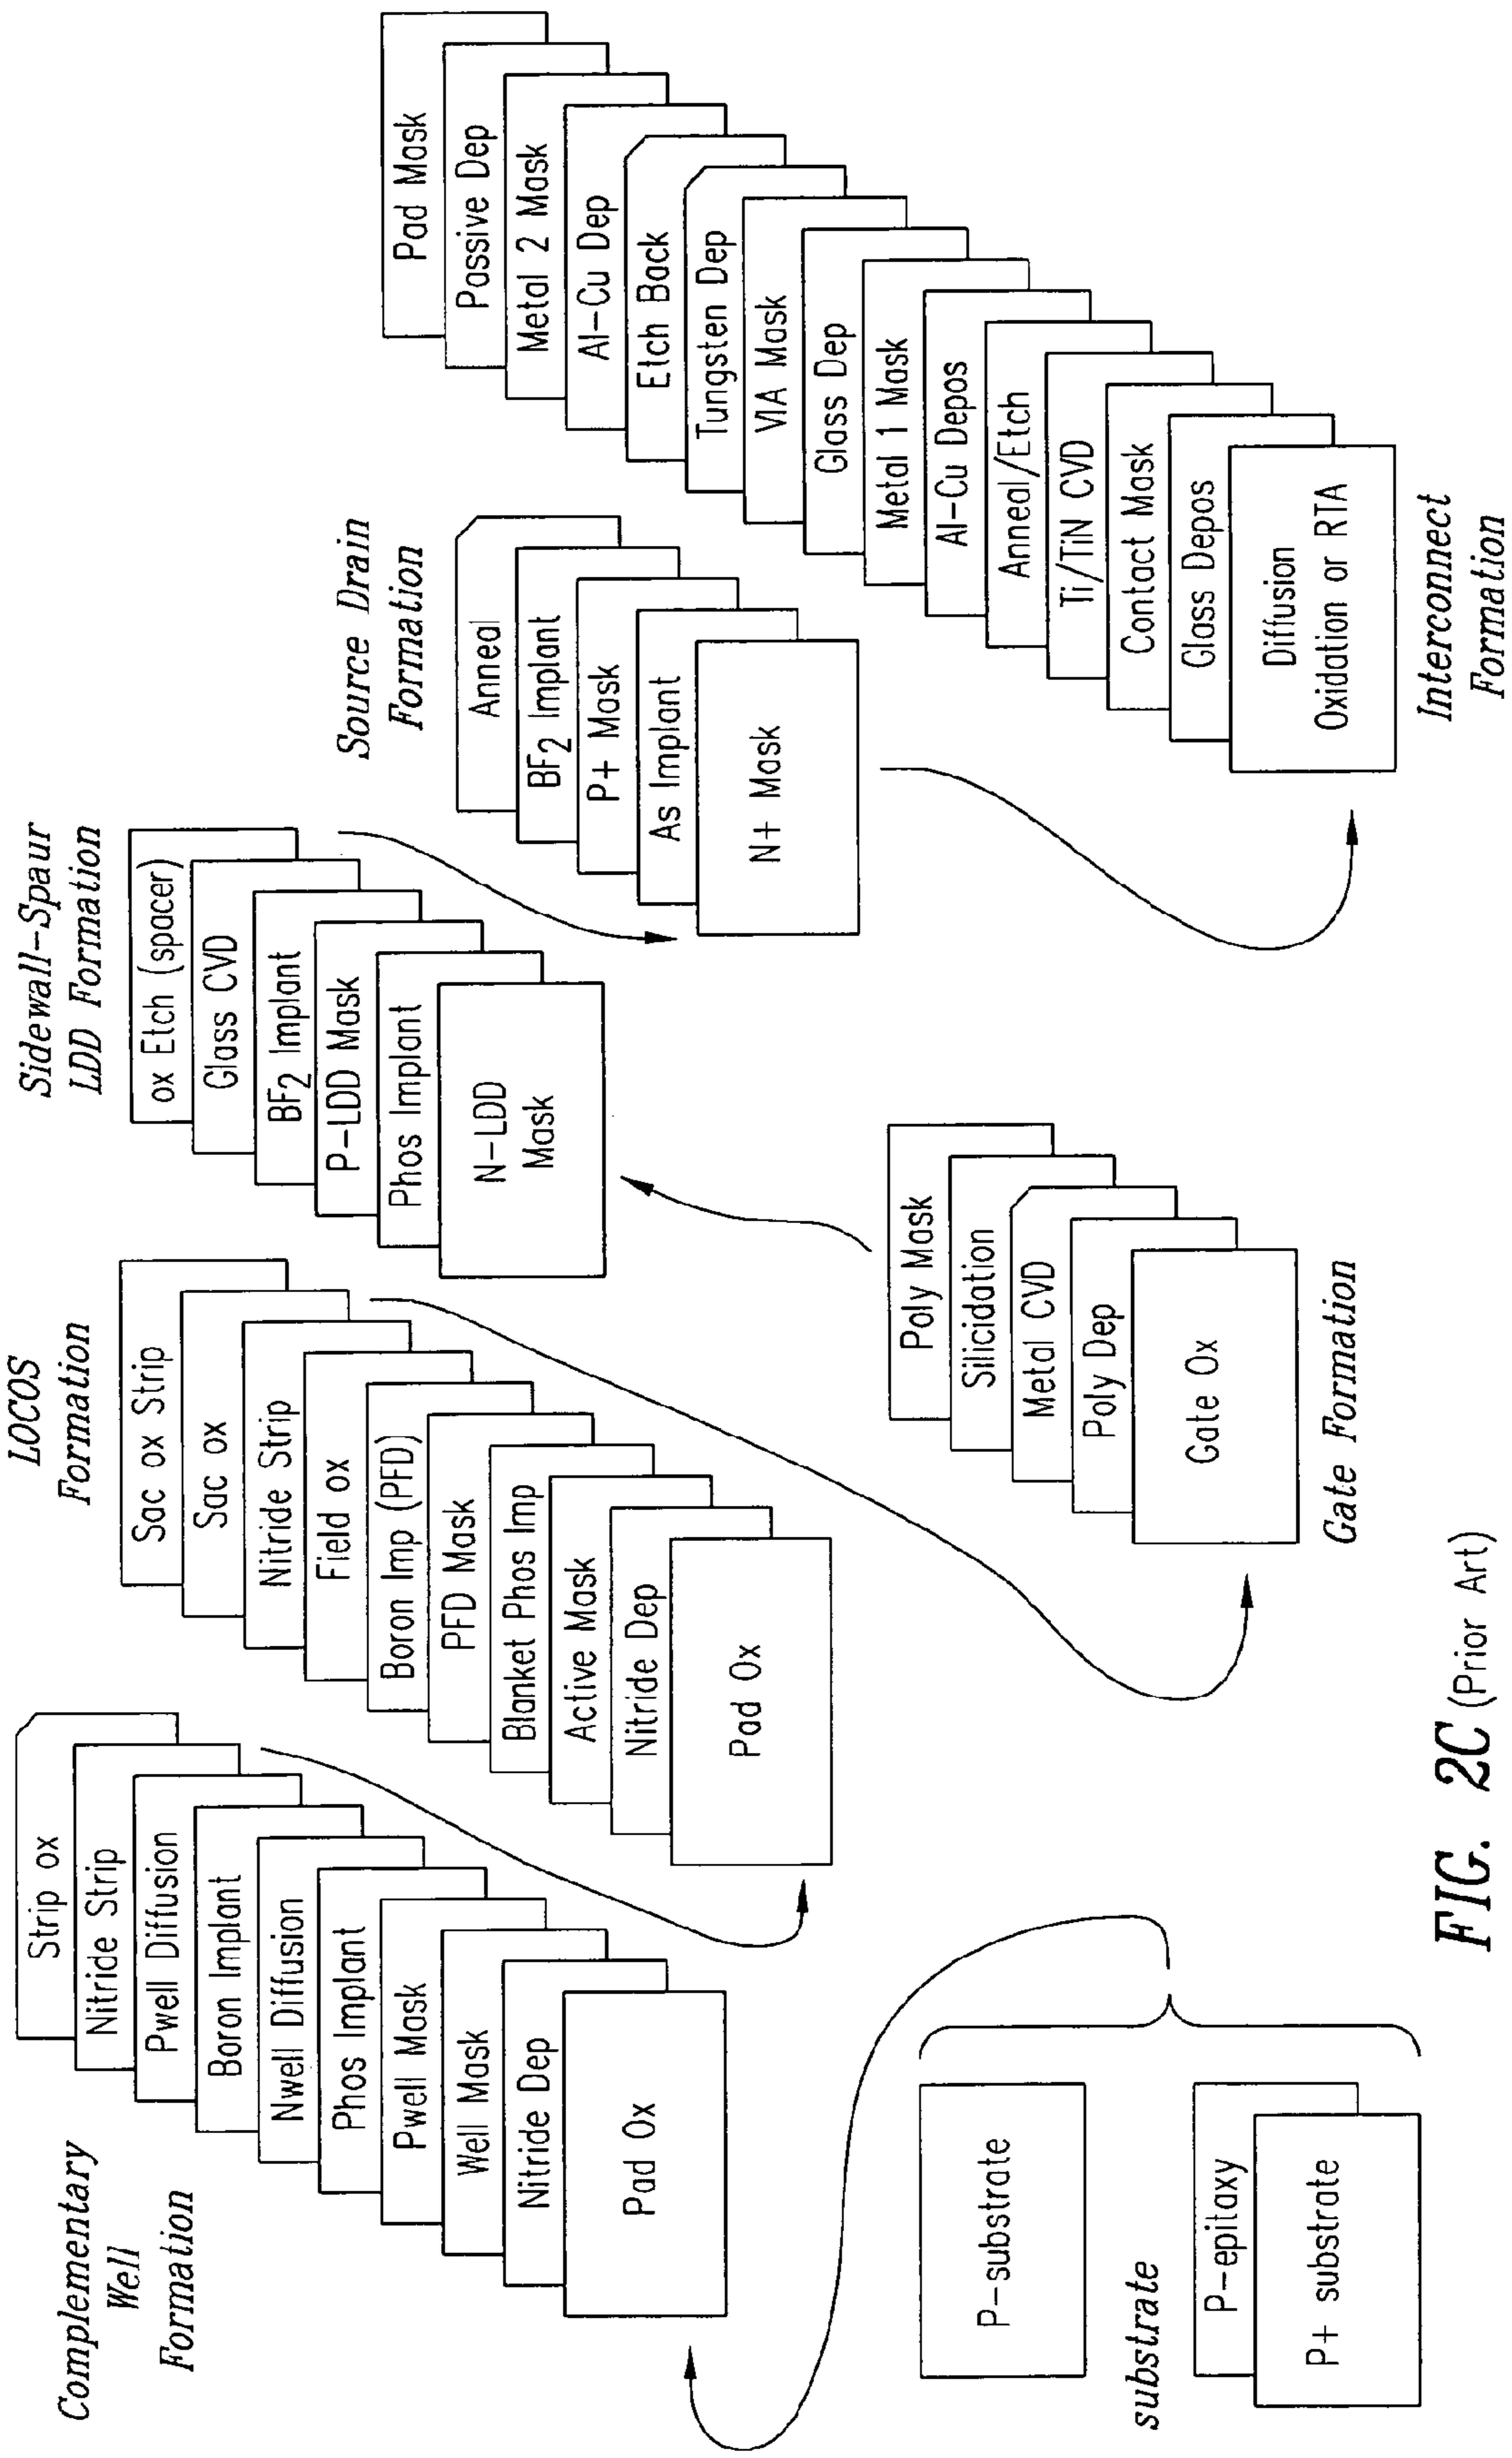 Complementary
Well
Formation
Strip ox
Nitride Strip
Pwell Diffusion
Boron Implant
Nwell Diffusion
Phos Implant
Pwell Mask
Well Mask
Nitride Dep
Pad Ox
LOCOS
Formation
Sac ox Strip
Sac ox
Nitride Strip
Field ox
Boron Imp (PFD)
PFD Mask
Blanket Phos Imp
Active Mask
Nitride Dep
Pad Ox
Sidewall-Spaur
LDD Formation
ox Etch (spacer)
Glass CVD
BF2 Implant
P-LDD Mask
Phos Implant
N-LDD
Mask
Source Drain
Formation
Anneal
BF2 Implant
P+ Mask
As Implant
N+ Mask
Pad Mask
Passive Dep
Metal 2 Mask
Al-Cu Dep
Etch Back
Tungsten Dep
VIA Mask
Glass Dep
Metal 1 Mask
Al-Cu Depos
Anneal/Etch
Ti/TiN CVD
Contact Mask
Glass Depos
Diffusion
Oxidation or RTA
Interconnect
Formation
P-substrate
substrate
P-epitaxy
P+ substrate
Poly Mask
Silicidation
Metal CVD
Poly Dep
Gate Ox
Gate Formation
FIG. 2C (Prior Art)